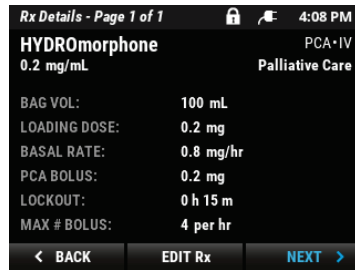 Rx Details - Page 1 of 1 4:08 PM
HYDROmorphone PCA•IV
0.2 mg/mL Palliative Care
BAG VOL: 100 mL
LOADING DOSE: 0.2 mg
BASAL RATE: 0.8 mg/hr
PCA BOLUS: 0.2 mg
LOCKOUT: 0 h 15 m
MAX # BOLUS: 4 per hr
< BACK EDIT Rx NEXT >